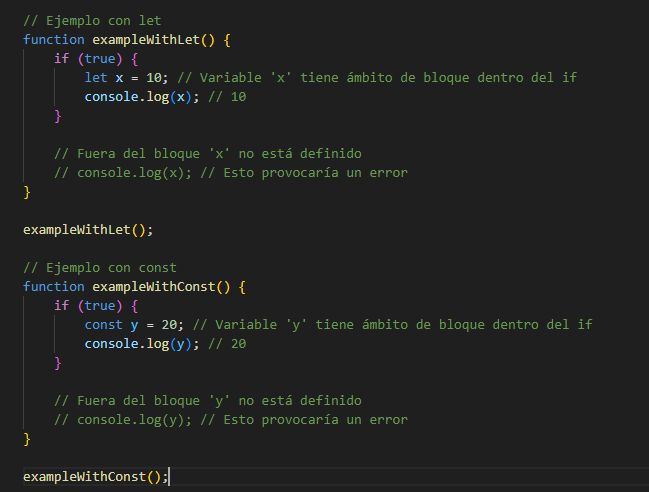 // Ejemplo con let
function exampleWithLet() {
    if (true) {
        let x = 10; // Variable 'x' tiene ámbito de bloque dentro del if
        console.log(x); // 10
    }

    // Fuera del bloque 'x' no está definido
    // console.log(x); // Esto provocaría un error
}

exampleWithLet();

// Ejemplo con const
function exampleWithConst() {
    if (true) {
        const y = 20; // Variable 'y' tiene ámbito de bloque dentro del if
        console.log(y); // 20
    }

    // Fuera del bloque 'y' no está definido
    // console.log(y); // Esto provocaría un error
}

exampleWithConst();